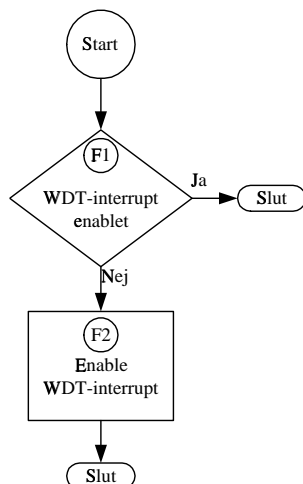 Start
F1
WDT-interrupt
enablet
Ja
Slut
Nej
F2
Enable
WDT-interrupt
Slut